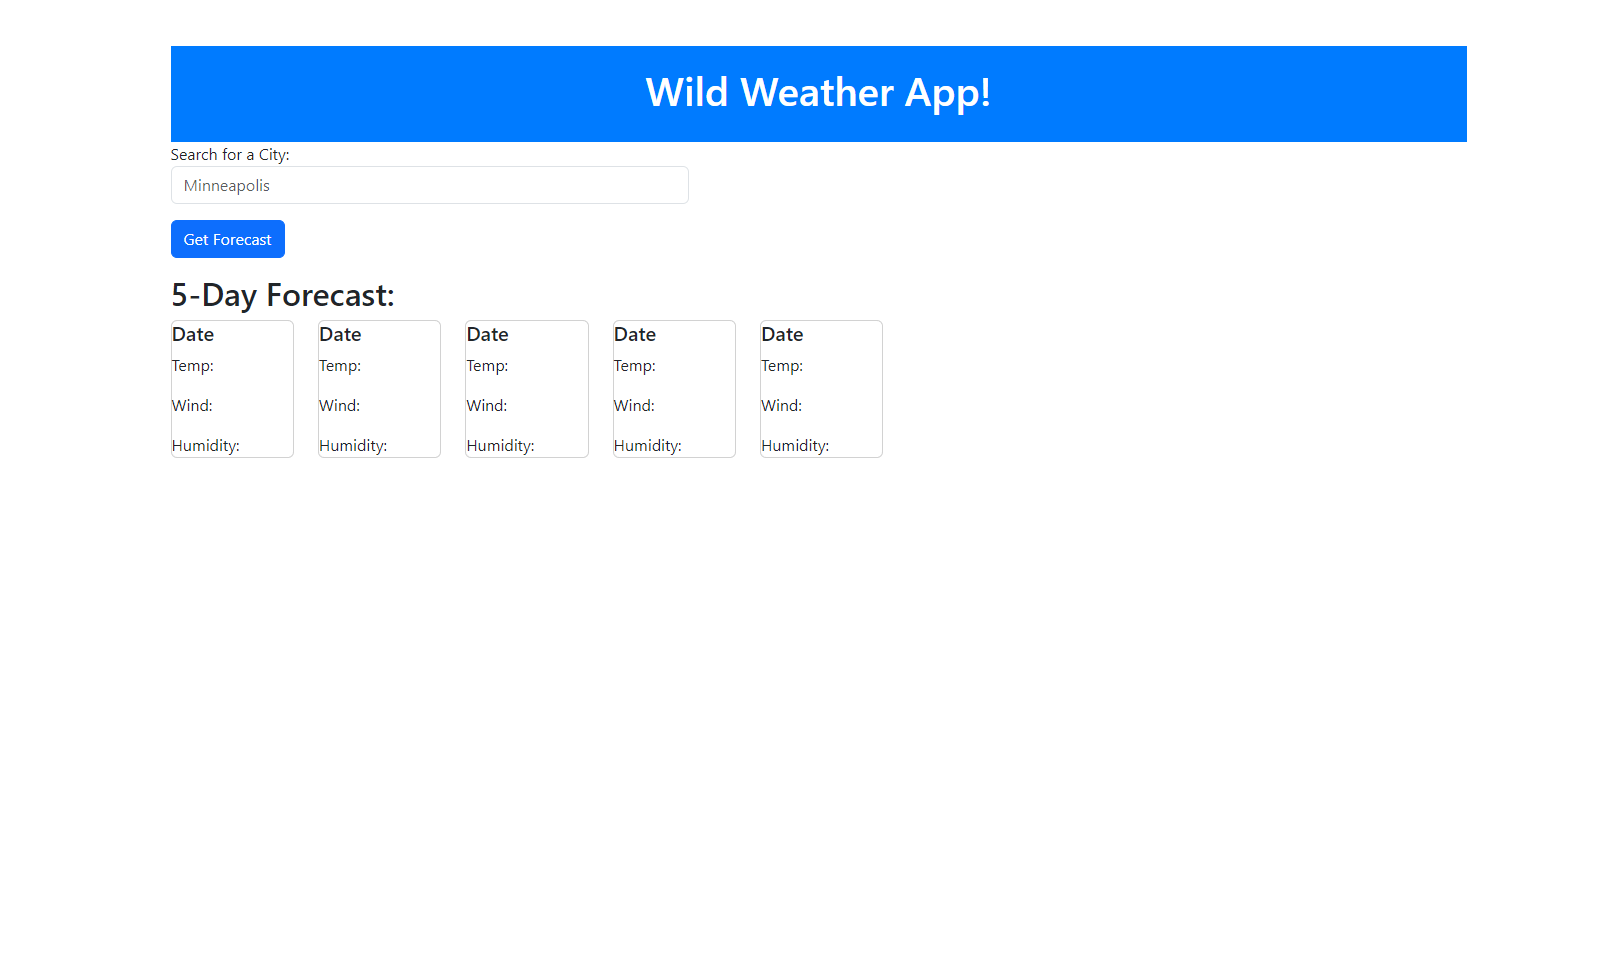 Wild Weather App!
Search for a City:
Minneapolis
Get Forecast
5-Day Forecast:
Date Date Date Date Date
Temp: Temp: Temp: Temp: Temp:
Wind: Wind: Wind: Wind: Wind:
Humidity: Humidity: Humidity: Humidity: Humidity: